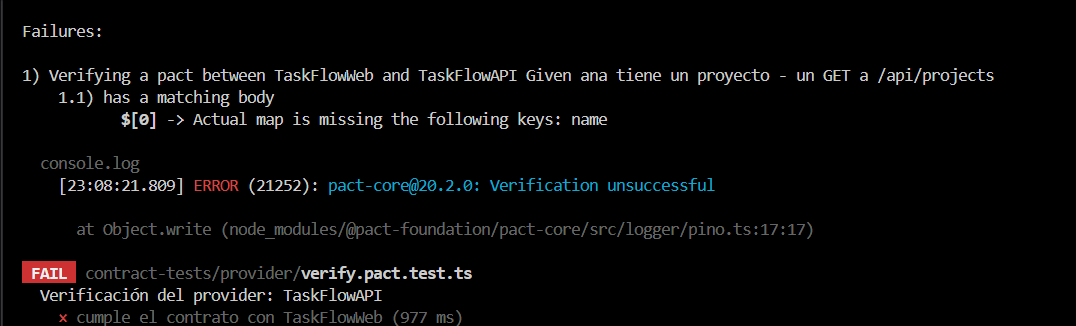 Failures:
1) Verifying a pact between TaskFlowWeb and TaskFlowAPI Given ana tiene un proyecto - un GET a /api/projects
1.1) has a matching body
$[0] -> Actual map is missing the following keys: name
console.log
[23:08:21.809] ERROR (21252): pact-core@20.2.0: Verification unsuccessful
at Object.write (node_modules/@pact-foundation/pact-core/src/logger/pino.ts:17:17)
FAIL contract-tests/provider/verify.pact.test.ts
Verificación del provider: TaskFlowAPI
× cumple el contrato con TaskFlowWeb (977 ms)